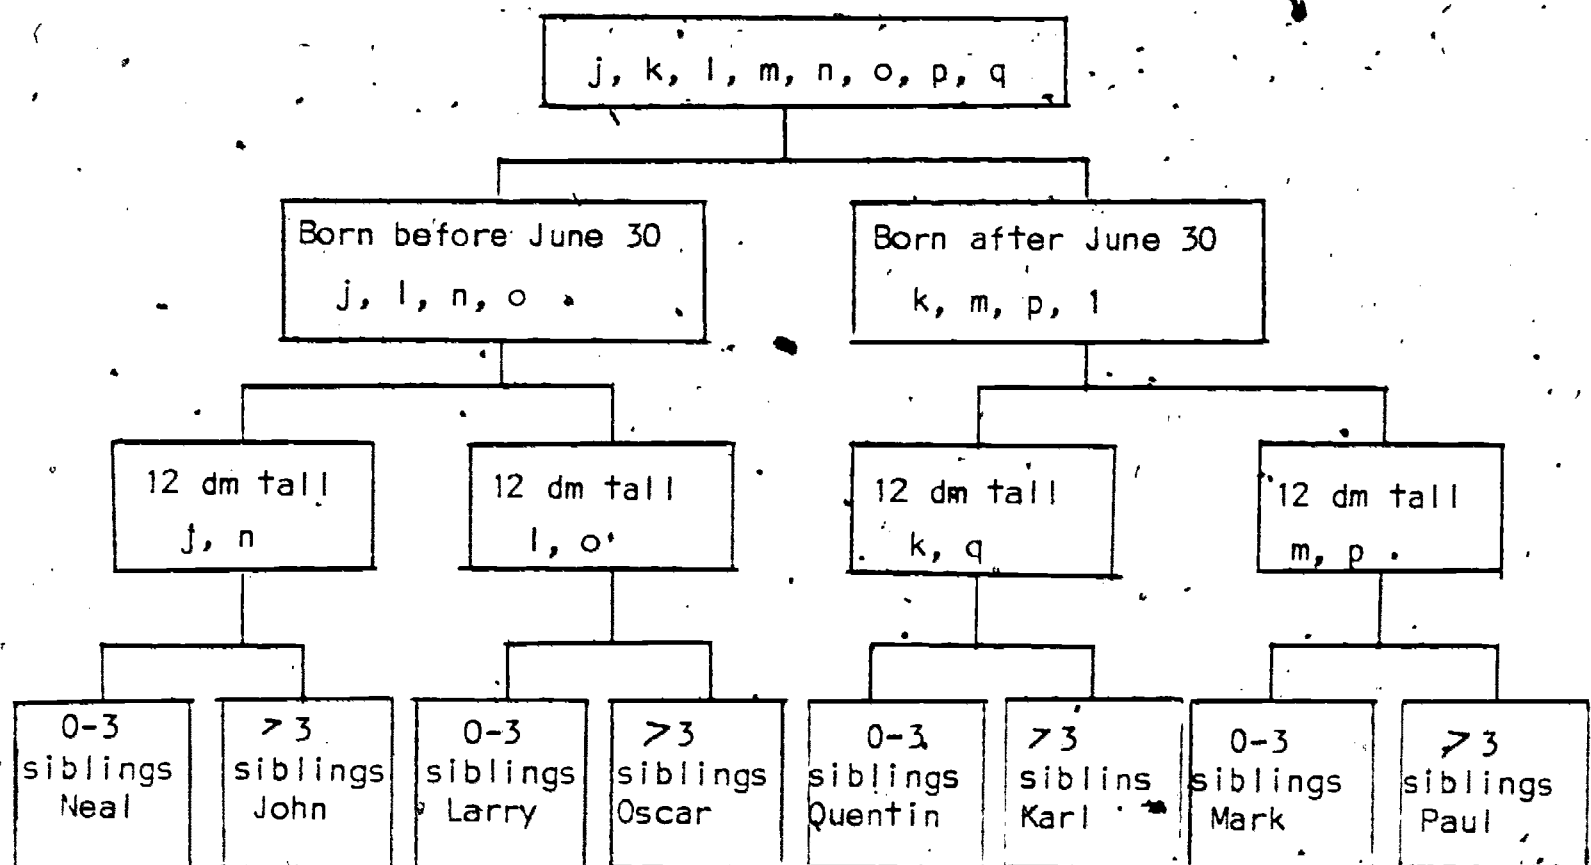 j, k, l, m, n, o, p, q
Born before June 30
j, l, n, o
Born after June 30
k, m, p, l
12 dm tall
j, n
12 dm tall
l, o
12 dm tall
k, q
12 dm tall
m, p
0-3
siblings
Neal
>3
siblings
John
0-3
siblings
Larry
>3
siblings
Oscar
0-3
siblings
Quentin
>3
siblins
Karl
0-3
siblings
Mark
>3
siblings
Paul